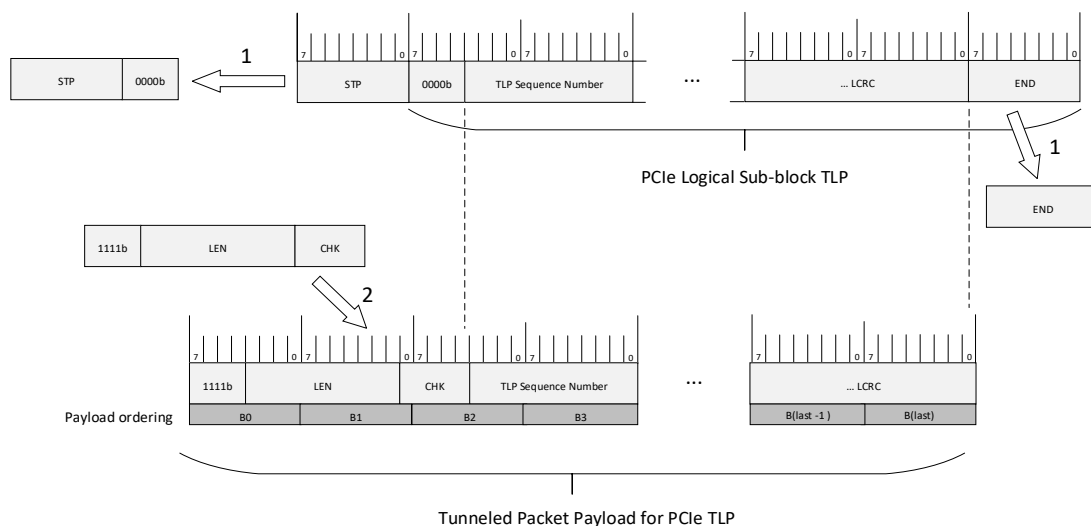 7 0 7 0 7 0 7 0 7 0
1
STP 0000b
STP 0000b TLP Sequence Number ... ... LCRC END
1
PCIe Logical Sub-block TLP
END
1111b LEN CHK
2
7 0 7 0 7 0 7 0 7 0 7 0
1111b LEN CHK TLP Sequence Number ... ... LCRC
Payload ordering B0 B1 B2 B3 B(last -1 ) B(last)
Tunneled Packet Payload for PCIe TLP